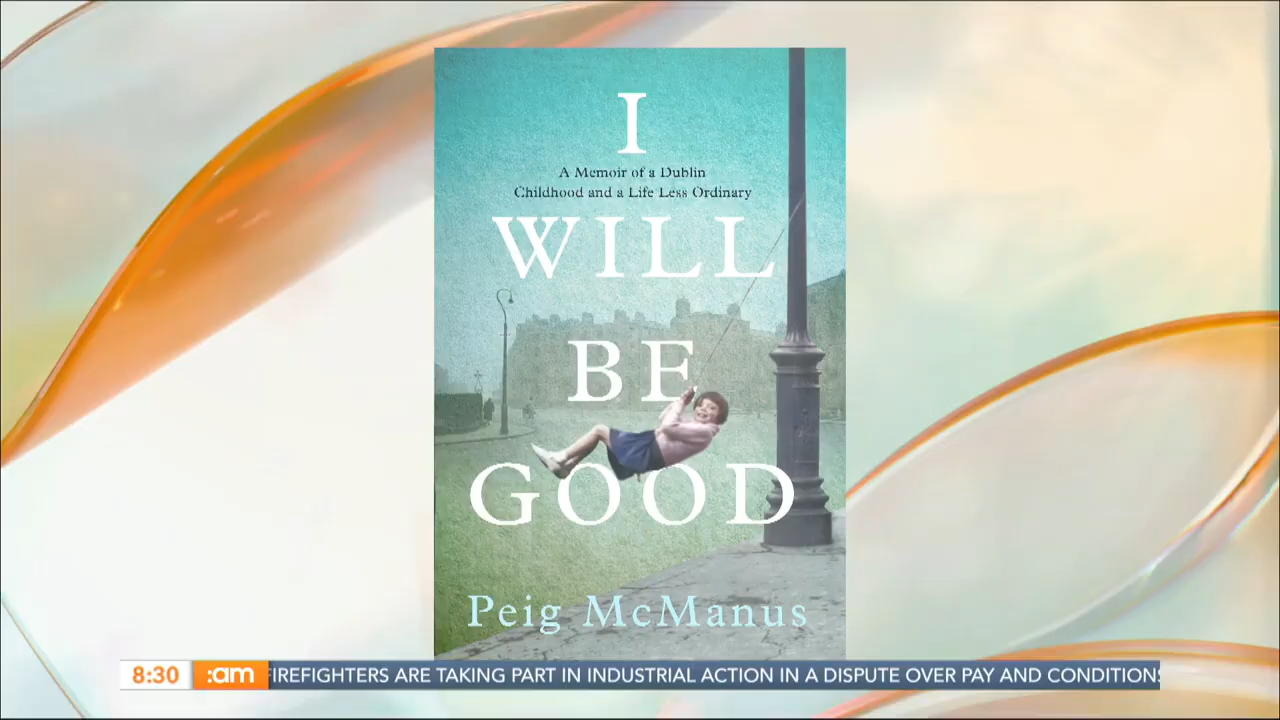 I
A Memoir of a Dublin
Childhood and a Life Less Ordinary
WILL
BE
GOOD
Peig McManus
8:30 :am FIREFIGHTERS ARE TAKING PART IN INDUSTRIAL ACTION IN A DISPUTE OVER PAY AND CONDITIONS